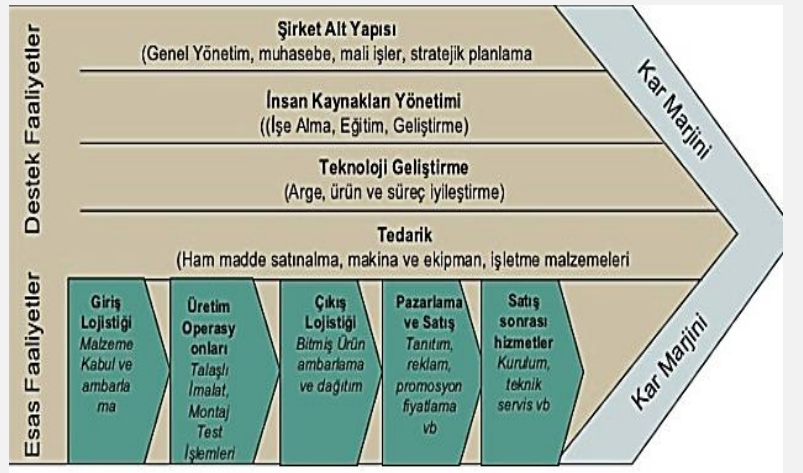 Destek Faaliyetler
Şirket Alt Yapısı
(Genel Yönetim, muhasebe, mali işler, stratejik planlama
İnsan Kaynakları Yönetimi
((İşe Alma, Eğitim, Geliştirme)
Teknoloji Geliştirme
(Arge, ürün ve süreç iyileştirme)
Tedarik
(Ham madde satınalma, makina ve ekipman, işletme malzemeleri
Kar Marjini
Esas Faaliyetler
Giriş
Lojistiği
Malzeme
Kabul ve
ambarla
ma
Üretim
Operasy
onları
Talaşlı
İmalat,
Montaj
Test
İşlemleri
Çıkış
Lojistiği
Bitmiş Ürün
ambarlama
ve dağıtım
Pazarlama
ve Satış
Tanıtım,
reklam,
promosyon
fiyatlama
vb
Satış
sonrası
hizmetler
Kurulum,
teknik
servis vb
Kar Marjini